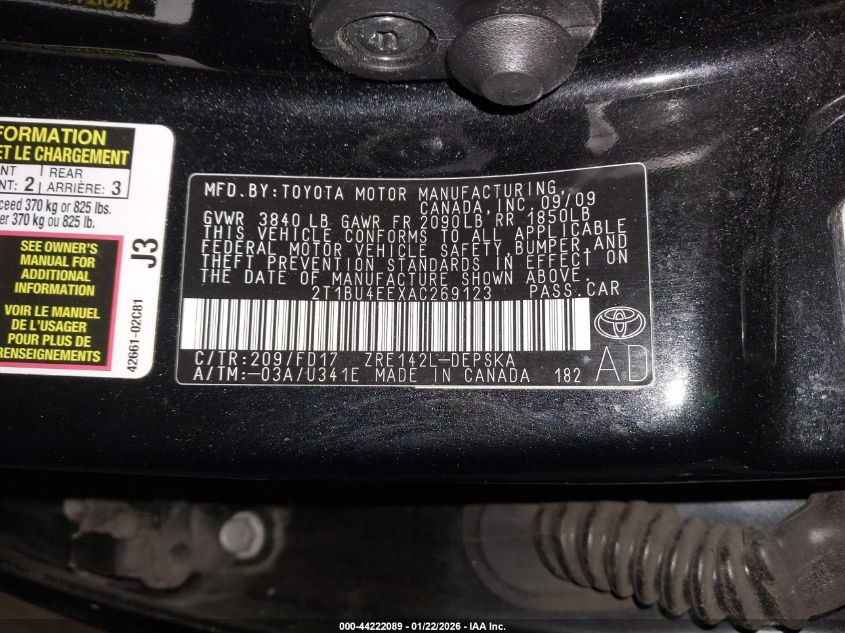 FORMATION
ET LE CHARGEMENT
NT REAR
NT: 2 ARRIÈRE: 3
ceed 370 kg or 825 lbs.
er 370 kg ou 825 lb.
SEE OWNER'S
MANUAL FOR
ADDITIONAL
INFORMATION
VOIR LE MANUEL
DE L'USAGER
POUR PLUS DE
RENSEIGNEMENTS
J3
42661-02C81
MFD.BY:TOYOTA MOTOR MANUFACTURING,
CANADA,INC. 09/09
GVWR 3840 LB GAWR FR 2090LB RR 1850LB
THIS VEHICLE CONFORMS TO ALL APPLICABLE
FEDERAL MOTOR VEHICLE SAFETY, BUMPER, AND
THEFT PREVENTION STANDARDS IN EFFECT ON
THE DATE OF MANUFACTURE SHOWN ABOVE.
2T1BU4EEXAC269123 PASS.CAR
C/TR:209/FD17 ZRE142L-DEPSKA
A/TM:-03A/U341E MADE IN CANADA 182
AD
000-44222089 - 01/22/2026 - IAA Inc.